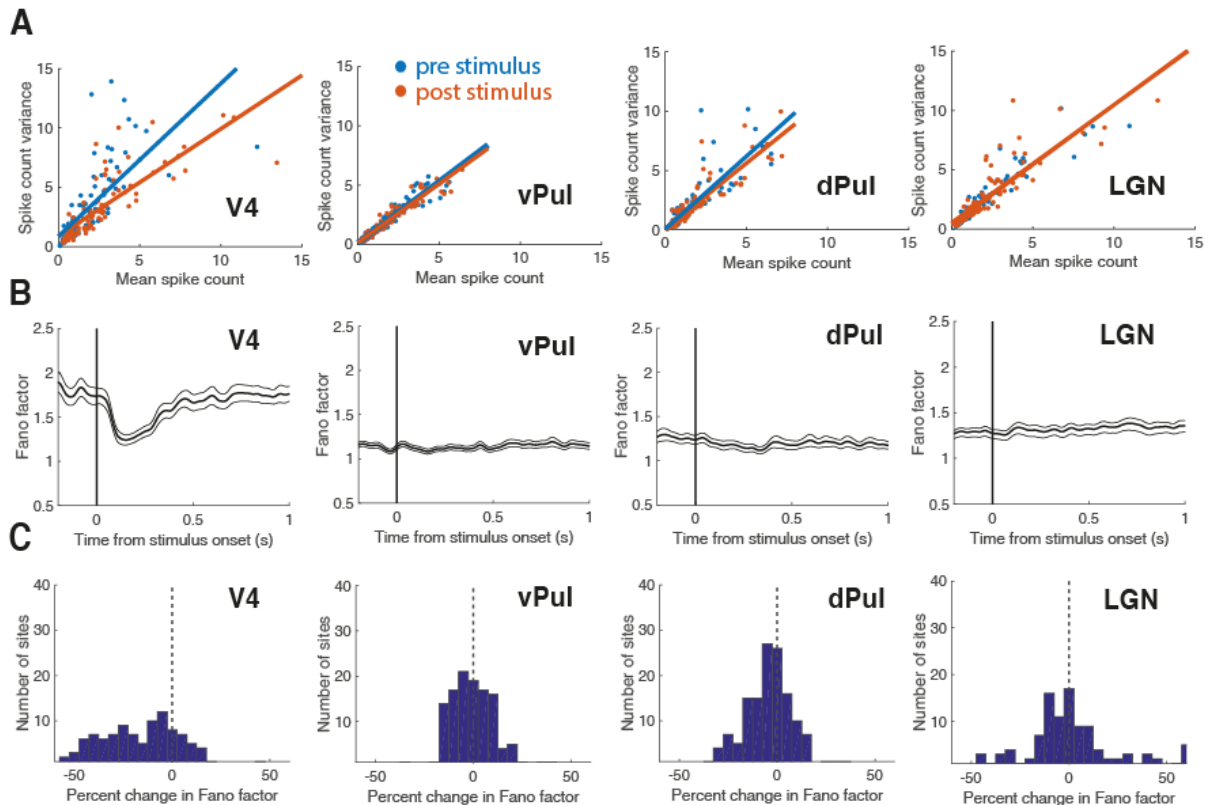 A
Spike count variance
15
10
5
0
0 5 10 15
Mean spike count
V4
Spike count variance
15
10
5
0
0 5 10 15
Mean spike count
vPul
pre stimulus
post stimulus
Spike count variance
15
10
5
0
0 5 10 15
Mean spike count
dPul
Spike count variance
15
10
5
0
0 5 10 15
Mean spike count
LGN
B
Fano factor
2.5
2
1.5
1
0.5
0 0.5 1
Time from stimulus onset (s)
V4
Fano factor
2.5
2
1.5
1
0.5
0 0.5 1
Time from stimulus onset (s)
vPul
Fano factor
2.5
2
1.5
1
0.5
0 0.5 1
Time from stimulus onset (s)
dPul
Fano factor
2.5
2
1.5
1
0.5
0 0.5 1
Time from stimulus onset (s)
LGN
C
Number of sites
40
30
20
10
-50 0 50
Percent change in Fano factor
V4
Number of sites
40
30
20
10
-50 0 50
Percent change in Fano factor
vPul
Number of sites
40
30
20
10
-50 0 50
Percent change in Fano factor
dPul
Number of sites
40
30
20
10
-50 0 50
Percent change in Fano factor
LGN